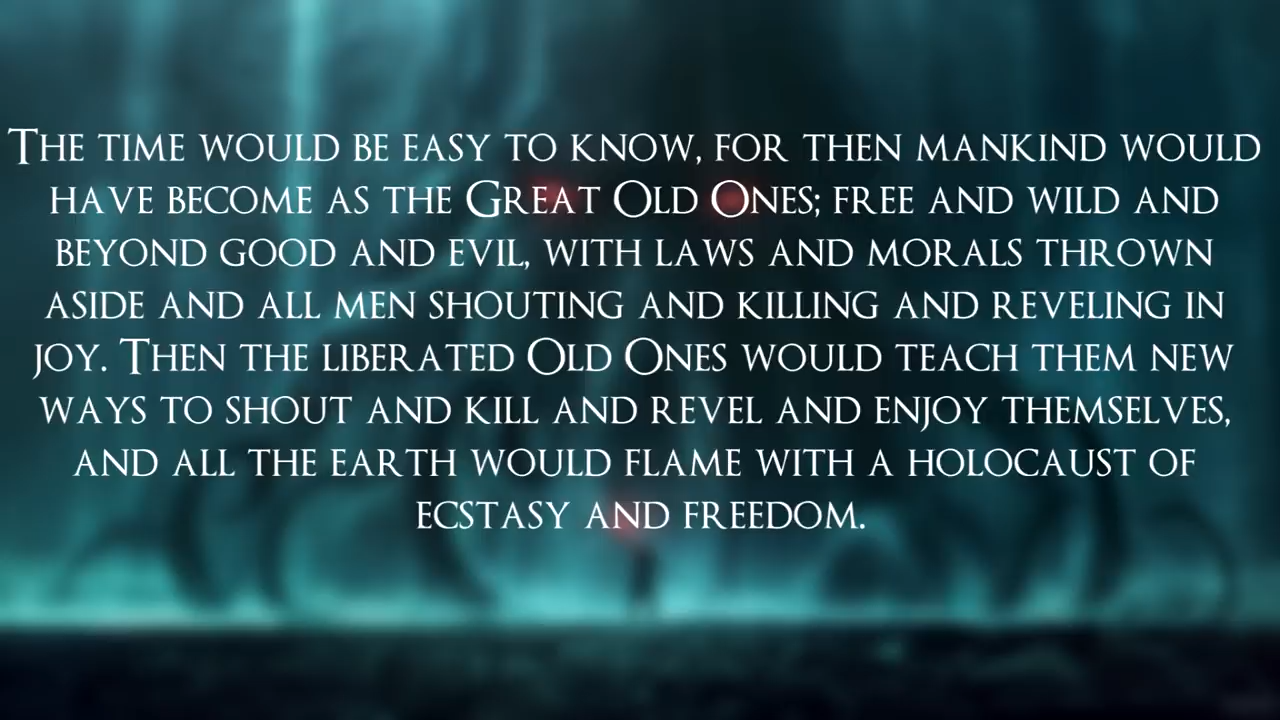 The time would be easy to know, for then mankind would
have become as the Great Old Ones; free and wild and
beyond good and evil, with laws and morals thrown
aside and all men shouting and killing and reveling in
joy. Then the liberated Old Ones would teach them new
ways to shout and kill and revel and enjoy themselves,
and all the earth would flame with a holocaust of
ecstasy and freedom.